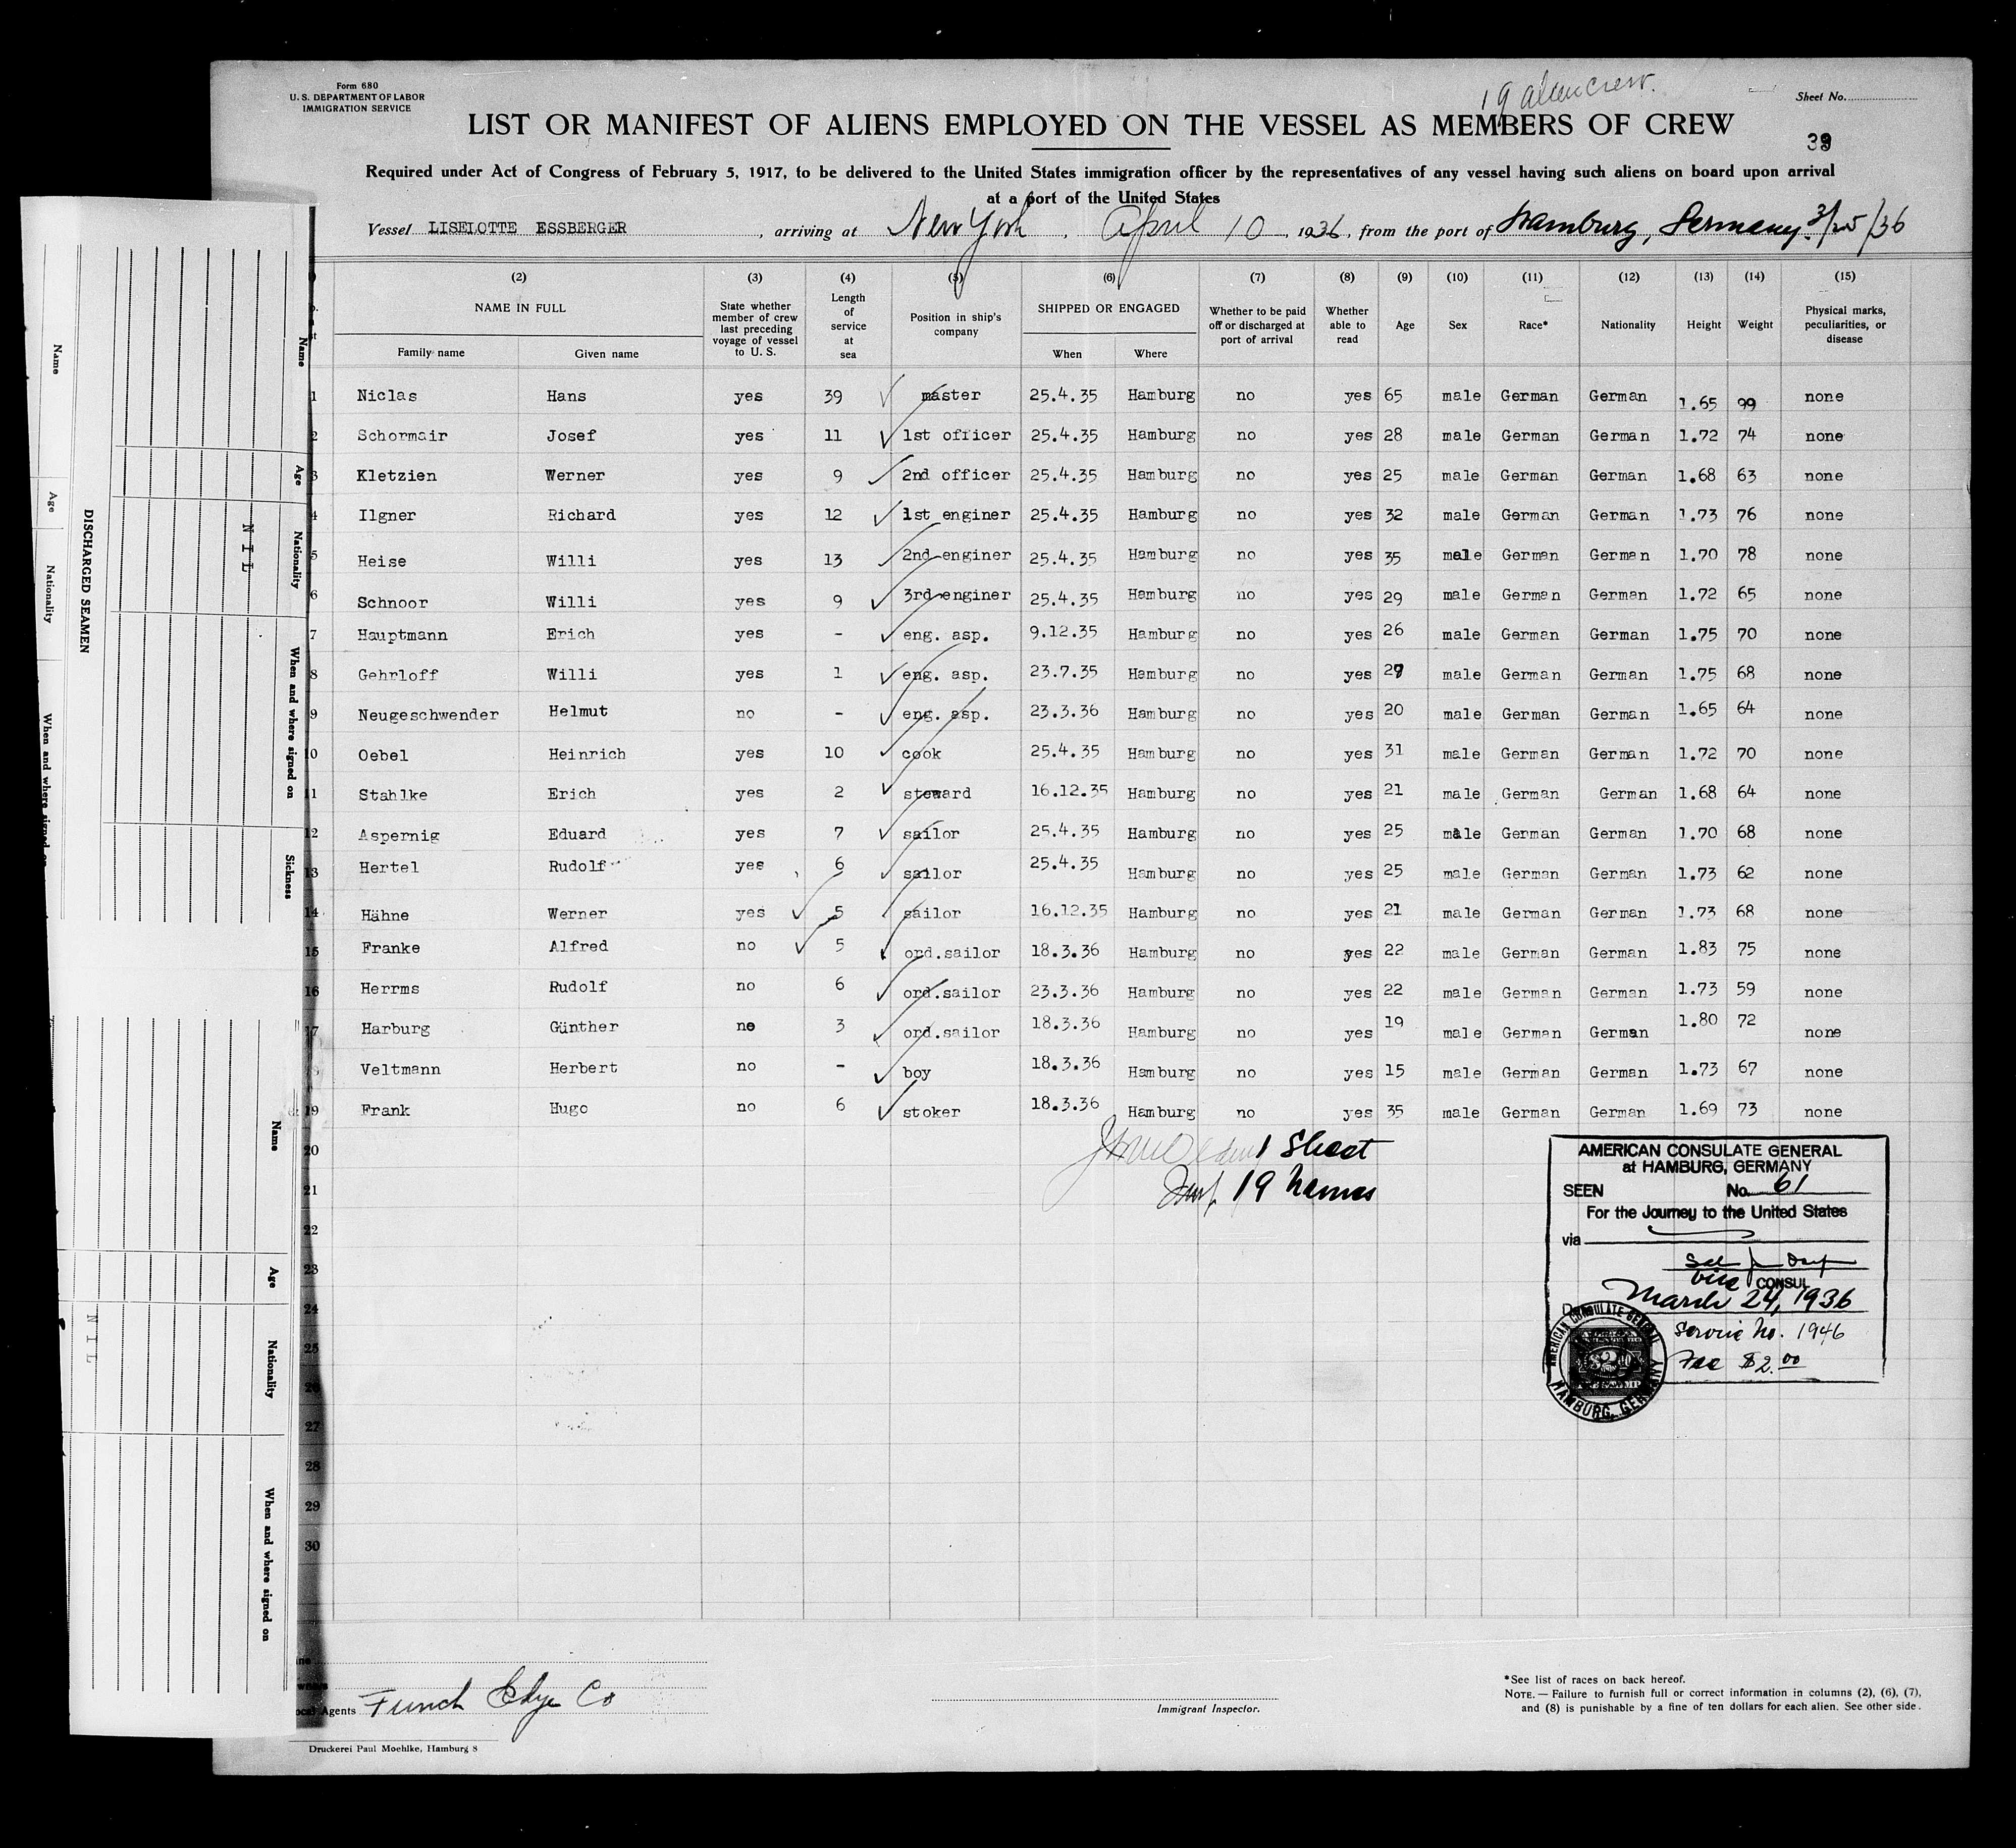 Form 680
U. S. DEPARTMENT OF LABOR
IMMIGRATION SERVICE
19 alien crew.
Sheet No.
LIST OR MANIFEST OF ALIENS EMPLOYED ON THE VESSEL AS MEMBERS OF CREW
Required under Act of Congress of February 5, 1917, to be delivered to the United States immigration officer by the representatives of any vessel having such aliens on board upon arrival
at a port of the United States
Vessel LISELOTTE ESSBERGER, arriving at New York, April 10, 1936, from the port of Hamburg, Germany. 3/25/36
(2) (3) (4) (5) (6) (7) (8) (9) (10) (11) (12) (13) (14) (15)
NAME IN FULL
Family name Given name
State whether member of crew last preceding voyage of vessel to U. S.
Length of service at sea
Position in ship's company
SHIPPED OR ENGAGED
When Where
Whether to be paid off or discharged at port of arrival
Whether able to read
Age
Sex
Race*
Nationality
Height
Weight
Physical marks, peculiarities, or disease
1 Niclas Hans yes 39 master 25.4.35 Hamburg no yes 65 male German German 1.65 99 none
2 Schormair Josef yes 11 1st officer 25.4.35 Hamburg no yes 28 male German German 1.72 74 none
3 Kletzien Werner yes 9 2nd officer 25.4.35 Hamburg no yes 25 male German German 1.68 63 none
4 Ilgner Richard yes 12 1st enginer 25.4.35 Hamburg no yes 32 male German German 1.73 76 none
5 Heise Willi yes 13 2nd enginer 25.4.35 Hamburg no yes 35 male German German 1.70 78 none
6 Schnoor Willi yes 9 3rd enginer 25.4.35 Hamburg no yes 29 male German German 1.72 65 none
7 Hauptmann Erich yes - eng. asp. 9.12.35 Hamburg no yes 26 male German German 1.75 70 none
8 Gehrloff Willi yes 1 eng. asp. 23.7.35 Hamburg no yes male German German 1.75 68 none
9 Neugeschwender Helmut no - eng. asp. 23.3.36 Hamburg no yes 20 male German German 1.65 64 none
10 Oebel Heinrich yes 10 cook 25.4.35 Hamburg no yes 31 male German German 1.72 70 none
11 Stahlke Erich yes 2 steward 16.12.35 Hamburg no yes 21 male German German 1.68 64 none
12 Aspernig Eduard yes 7 sailor 25.4.35 Hamburg no yes 25 male German German 1.70 68 none
13 Hertel Rudolf yes 6 sailor 25.4.35 Hamburg no yes 25 male German German 1.73 62 none
14 Hähne Werner yes 5 sailor 16.12.35 Hamburg no yes 21 male German German 1.73 68 none
15 Franke Alfred no 5 ord.sailor 18.3.36 Hamburg no yes 22 male German German 1.83 75 none
16 Herrms Rudolf no 6 ord.sailor 23.3.36 Hamburg no yes 22 male German German 1.73 59 none
17 Harburg Günther no 3 ord.sailor 18.3.36 Hamburg no yes 19 male German German 1.80 72 none
Veltmann Herbert no - boy 18.3.36 Hamburg no yes 15 male German German 1.73 67 none
19 Frank Hugo no 6 stoker 18.3.36 Hamburg no yes 35 male German German 1.69 73 none
20
21
22
23
24
25
26
27
28
29
30
1 Sheet
19 Names
AMERICAN CONSULATE GENERAL
at HAMBURG, GERMANY
SEEN No. 61
For the Journey to the United States
via
vice CONSUL
March 24, 1936
Service No. 1946
Fee $2.00
AMERICAN CONSULATE GENERAL
HAMBURG, GERMANY
Agents Funch Edye Co
Immigrant Inspector.
*See list of races on back hereof.
NOTE.— Failure to furnish full or correct information in columns (2), (6), (7),
and (8) is punishable by a fine of ten dollars for each alien. See other side.
Druckerei Paul Moehlke, Hamburg 8
DISCHARGED SEAMEN
Name
Age
Nationality
When and where signed on
Name
Age
Nationality
When and where signed on
Sickness
NIL
Name
Age
Nationality
When and where signed on
NIL